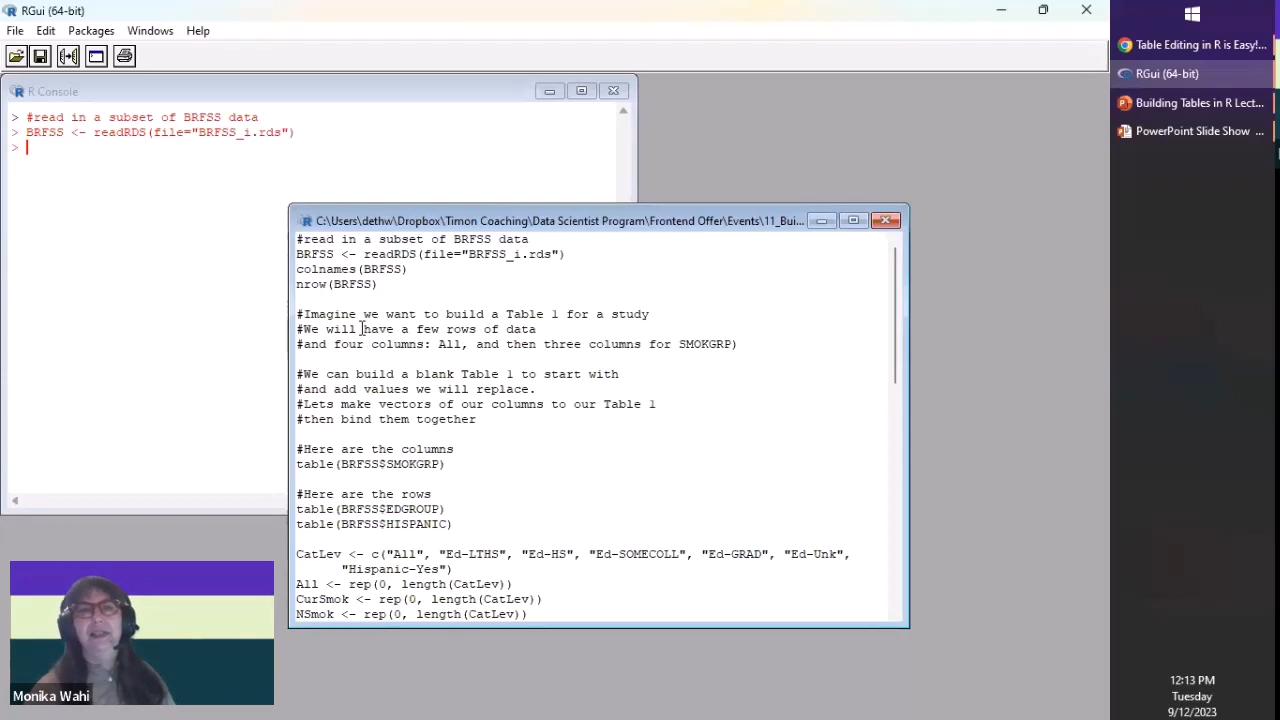 RGui (64-bit)
File Edit Packages Windows Help
R Console
> #read in a subset of BRFSS data
> BRFSS <- readRDS(file="BRFSS_i.rds")
>
C:\Users\dethw\Dropbox\Timon Coaching\Data Scientist Program\Frontend Offer\Events\11_Bui...
#read in a subset of BRFSS data
BRFSS <- readRDS(file="BRFSS_i.rds")
colnames(BRFSS)
nrow(BRFSS)
#Imagine we want to build a Table 1 for a study
#We will have a few rows of data
#and four columns: All, and then three columns for SMOKGRP)
#We can build a blank Table 1 to start with
#and add values we will replace.
#Lets make vectors of our columns to our Table 1
#then bind them together
#Here are the columns
table(BRFSS$SMOKGRP)
#Here are the rows
table(BRFSS$EDGROUP)
table(BRFSS$HISPANIC)
CatLev <- c("All", "Ed-LTHS", "Ed-HS", "Ed-SOMECOLL", "Ed-GRAD", "Ed-Unk",
"Hispanic-Yes")
All <- rep(0, length(CatLev))
CurSmok <- rep(0, length(CatLev))
NSmok <- rep(0, length(CatLev))
Monika Wahi
Table Editing in R is Easy!...
RGui (64-bit)
Building Tables in R Lect...
PowerPoint Slide Show ...
12:13 PM
Tuesday
9/12/2023